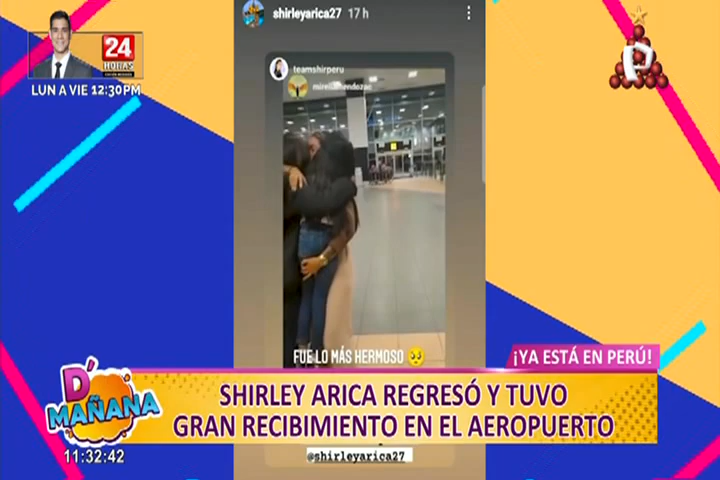 shirleyarica27 17 h
24
HORAS
LUN A VIE 12:30PM
P
teamshirperu
FUE LO MÁS HERMOSO
¡YA ESTÁ EN PERÚ!
D'
MAÑANA
SHIRLEY ARICA REGRESÓ Y TUVO
GRAN RECIBIMIENTO EN EL AEROPUERTO
11:32:42
@shirleyarica27